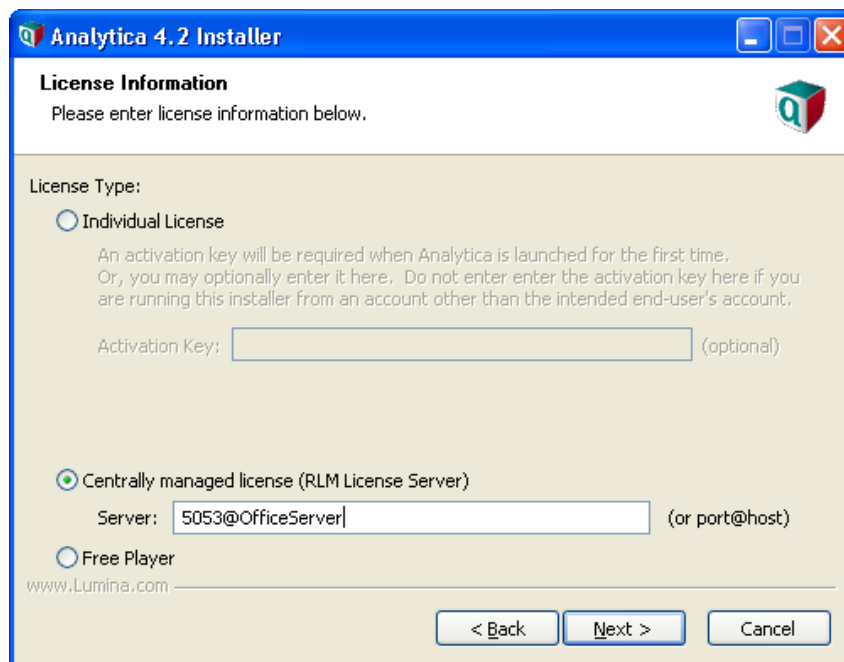 Analytica 4.2 Installer
License Information
Please enter license information below.
a
License Type:
Individual License
An activation key will be required when Analytica is launched for the first time.
Or, you may optionally enter it here.  Do not enter enter the activation key here if you
are running this installer from an account other than the intended end-user's account.
Activation Key: (optional)
Centrally managed license (RLM License Server)
Server: 5053@OfficeServer (or port@host)
Free Player
www.Lumina.com
< Back Next > Cancel